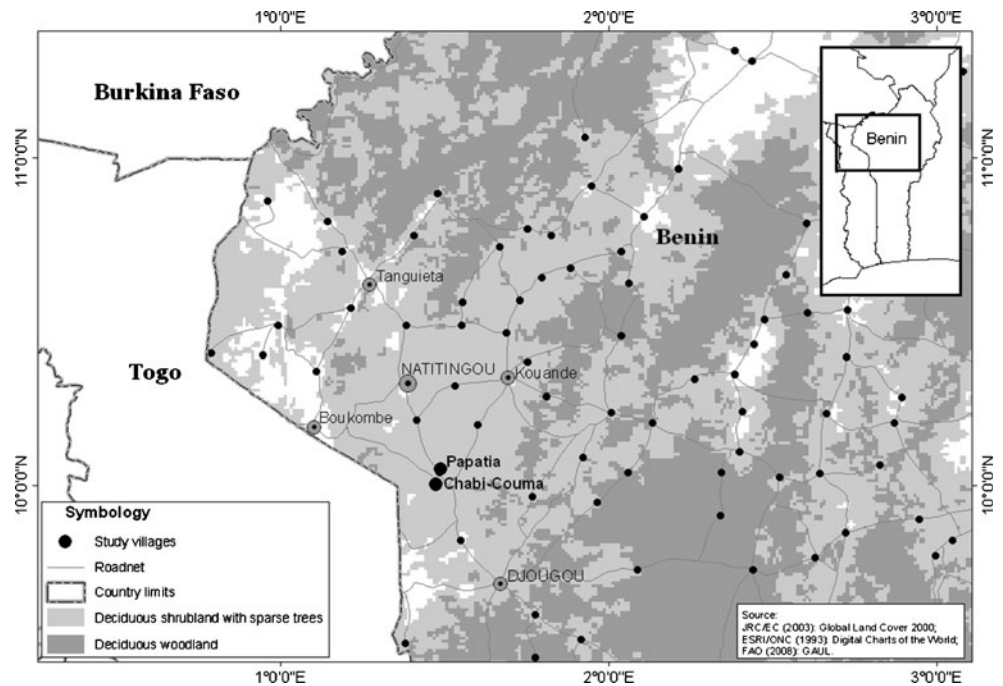 1°0'0"E 2°0'0"E 3°0'0"E
Burkina Faso
Benin
11°0'0"N 11°0'0"N
Benin
Tanguieta
Togo
NATITINGOU
Kouande
Boukombe
Papatia
10°0'0"N Chabi-Couma 10°0'0"N
Symbology
Study villages
Roadnet
Country limits
Deciduous shrubland with sparse trees
Deciduous woodland
DJOUGOU
Source:
JRC/EC (2003): Global Land Cover 2000;
ESRI/ONC (1993): Digital Charts of the World;
FAO (2008): GAUL.
1°0'0"E 2°0'0"E 3°0'0"E